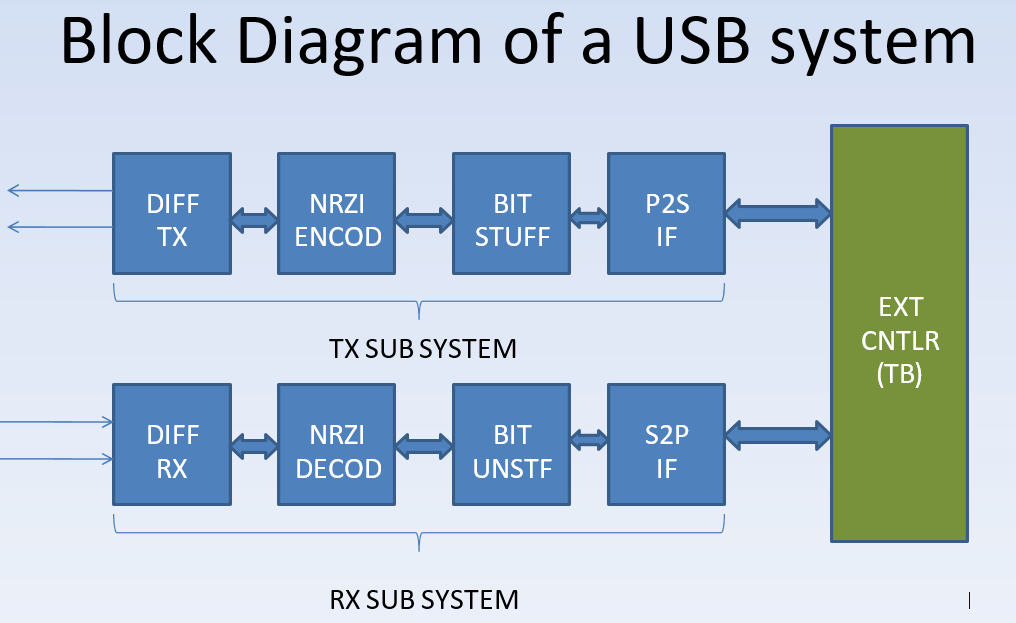 Block Diagram of a USB system
DIFF
TX
NRZI
ENCOD
BIT
STUFF
P2S
IF
EXT
CNTLR
(TB)
TX SUB SYSTEM
DIFF
RX
NRZI
DECOD
BIT
UNSTF
S2P
IF
RX SUB SYSTEM